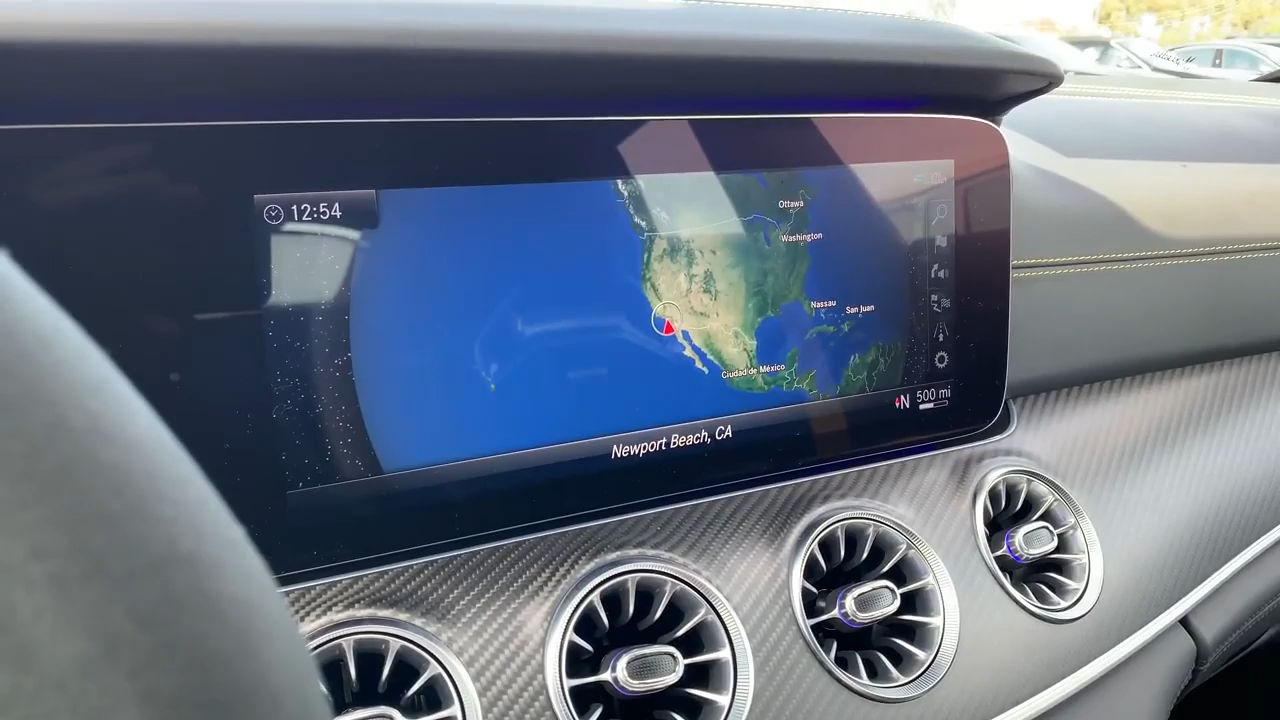 12:54
Ottawa
Washington
Nassau
San Juan
Ciudad de México
N
500 mi
Newport Beach, CA